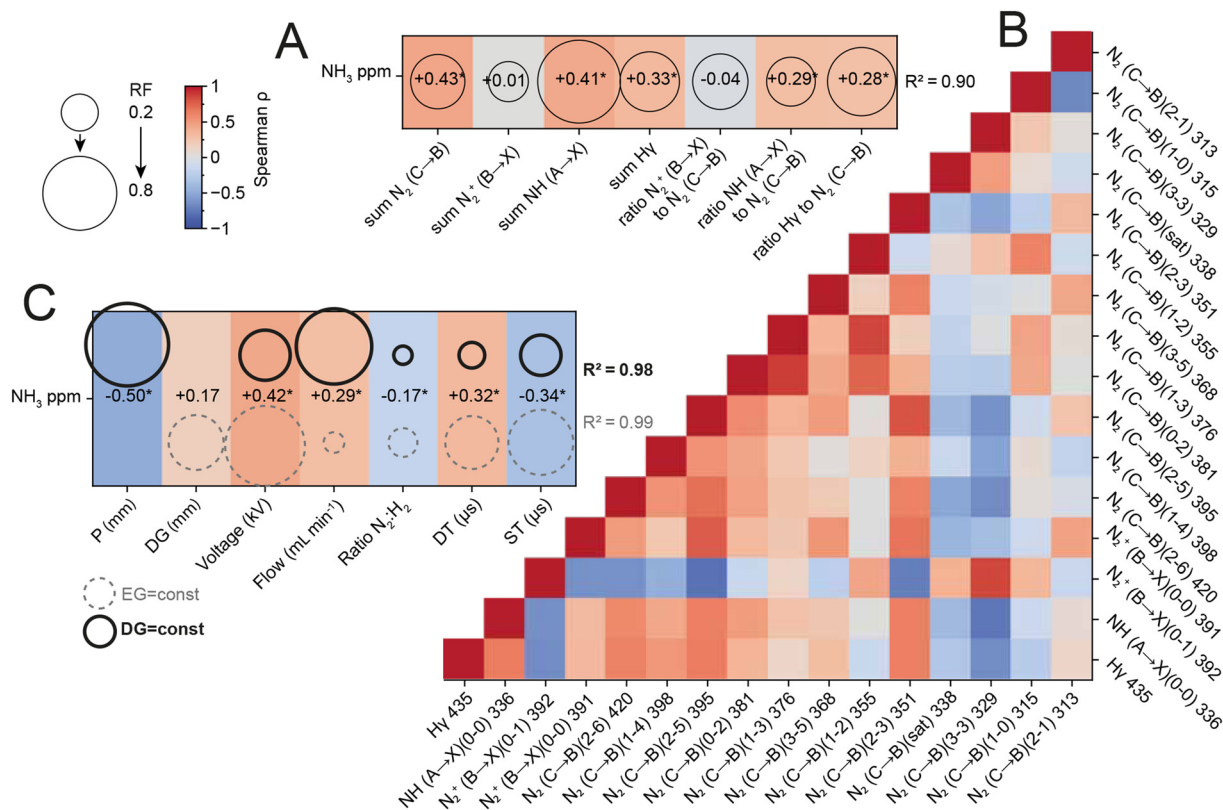 A
B
C
RF
0.2
0.8
1
0.5
0
−0.5
−1
Spearman ρ
NH₃ ppm
+0.43*
+0.01
+0.41*
+0.33*
-0.04
+0.29*
+0.28*
R² = 0.90
sum N₂ (C→B)
sum N₂⁺ (B→X)
sum NH (A→X)
sum Hγ
ratio N₂⁺ (B→X)
to N₂ (C→B)
ratio NH (A→X)
to N₂ (C→B)
ratio Hγ to N₂ (C→B)
N₂ (C→B)(2-1) 313
N₂ (C→B)(1-0) 315
N₂ (C→B)(3-3) 329
N₂ (C→B)(sat) 338
N₂ (C→B)(2-3) 351
N₂ (C→B)(1-2) 355
N₂ (C→B)(3-5) 368
N₂ (C→B)(1-3) 376
N₂ (C→B)(0-2) 381
N₂ (C→B)(2-5) 395
N₂ (C→B)(1-4) 398
N₂ (C→B)(2-6) 420
N₂⁺ (B→X)(0-0) 391
N₂⁺ (B→X)(0-1) 392
NH (A→X)(0-0) 336
Hγ 435
NH₃ ppm
-0.50*
+0.17
+0.42*
+0.29*
-0.17*
+0.32*
-0.34*
R² = 0.98
R² = 0.99
P (mm)
DG (mm)
Voltage (KV)
Flow (mL min⁻¹)
Ratio N₂:H₂
DT (µs)
ST (µs)
EG=const
DG=const
Hγ 435
NH (A→X)(0-0) 336
N₂⁺ (B→X)(0-1) 392
N₂⁺ (B→X)(0-0) 391
N₂ (C→B)(2-6) 420
N₂ (C→B)(1-4) 398
N₂ (C→B)(2-5) 395
N₂ (C→B)(0-2) 381
N₂ (C→B)(1-3) 376
N₂ (C→B)(3-5) 368
N₂ (C→B)(1-2) 355
N₂ (C→B)(2-3) 351
N₂ (C→B)(sat) 338
N₂ (C→B)(3-3) 329
N₂ (C→B)(1-0) 315
N₂ (C→B)(2-1) 313